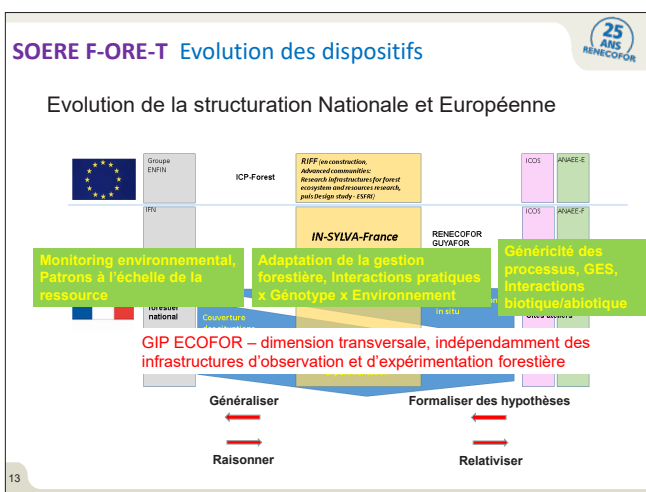 SOERE F-ORE-T Evolution des dispositifs
25
ANS
RENECOFOR
Evolution de la structuration Nationale et Européenne
Groupe
ENFIN
ICP-Forest
RIFF (en construction,
Advanced communities:
Research infrastructures for forest
ecosystem and resources research,
puis Design study - ESFRI)
ICOS
ANAEE-E
IFN
IN-SYLVA-France
RENECOFOR
GUYAFOR
ICOS
ANAEE-F
Monitoring environnemental,
Patrons à l'échelle de la
ressource
Adaptation de la gestion
forestière, Interactions pratiques
x Génotype x Environnement
Généricité des
processus, GES,
Interactions
biotique/abiotique
forestier
national
Couverture
in situ
GIP ECOFOR – dimension transversale, indépendamment des
infrastructures d'observation et d'expérimentation forestière
Généraliser
Formaliser des hypothèses
Raisonner
Relativiser
13